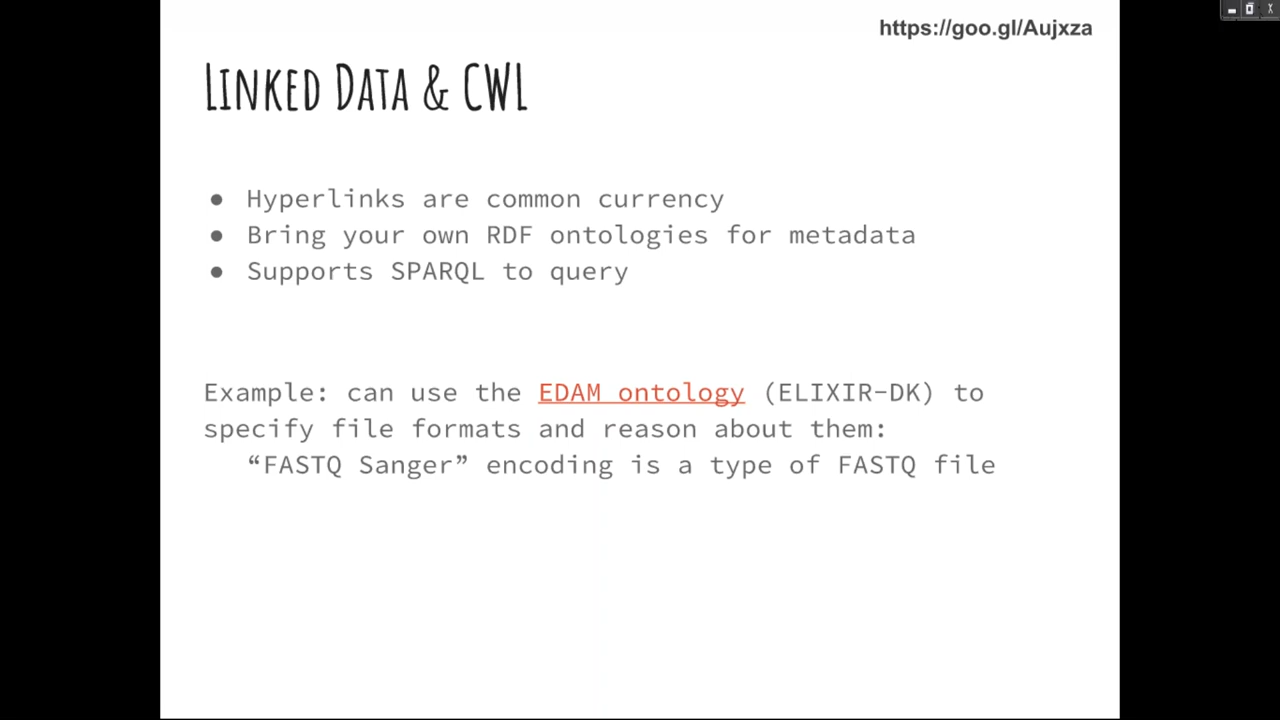 https://goo.gl/Aujxza
Linked Data & CWL
● Hyperlinks are common currency
● Bring your own RDF ontologies for metadata
● Supports SPARQL to query
Example: can use the EDAM ontology (ELIXIR-DK) to
specify file formats and reason about them:
“FASTQ Sanger” encoding is a type of FASTQ file